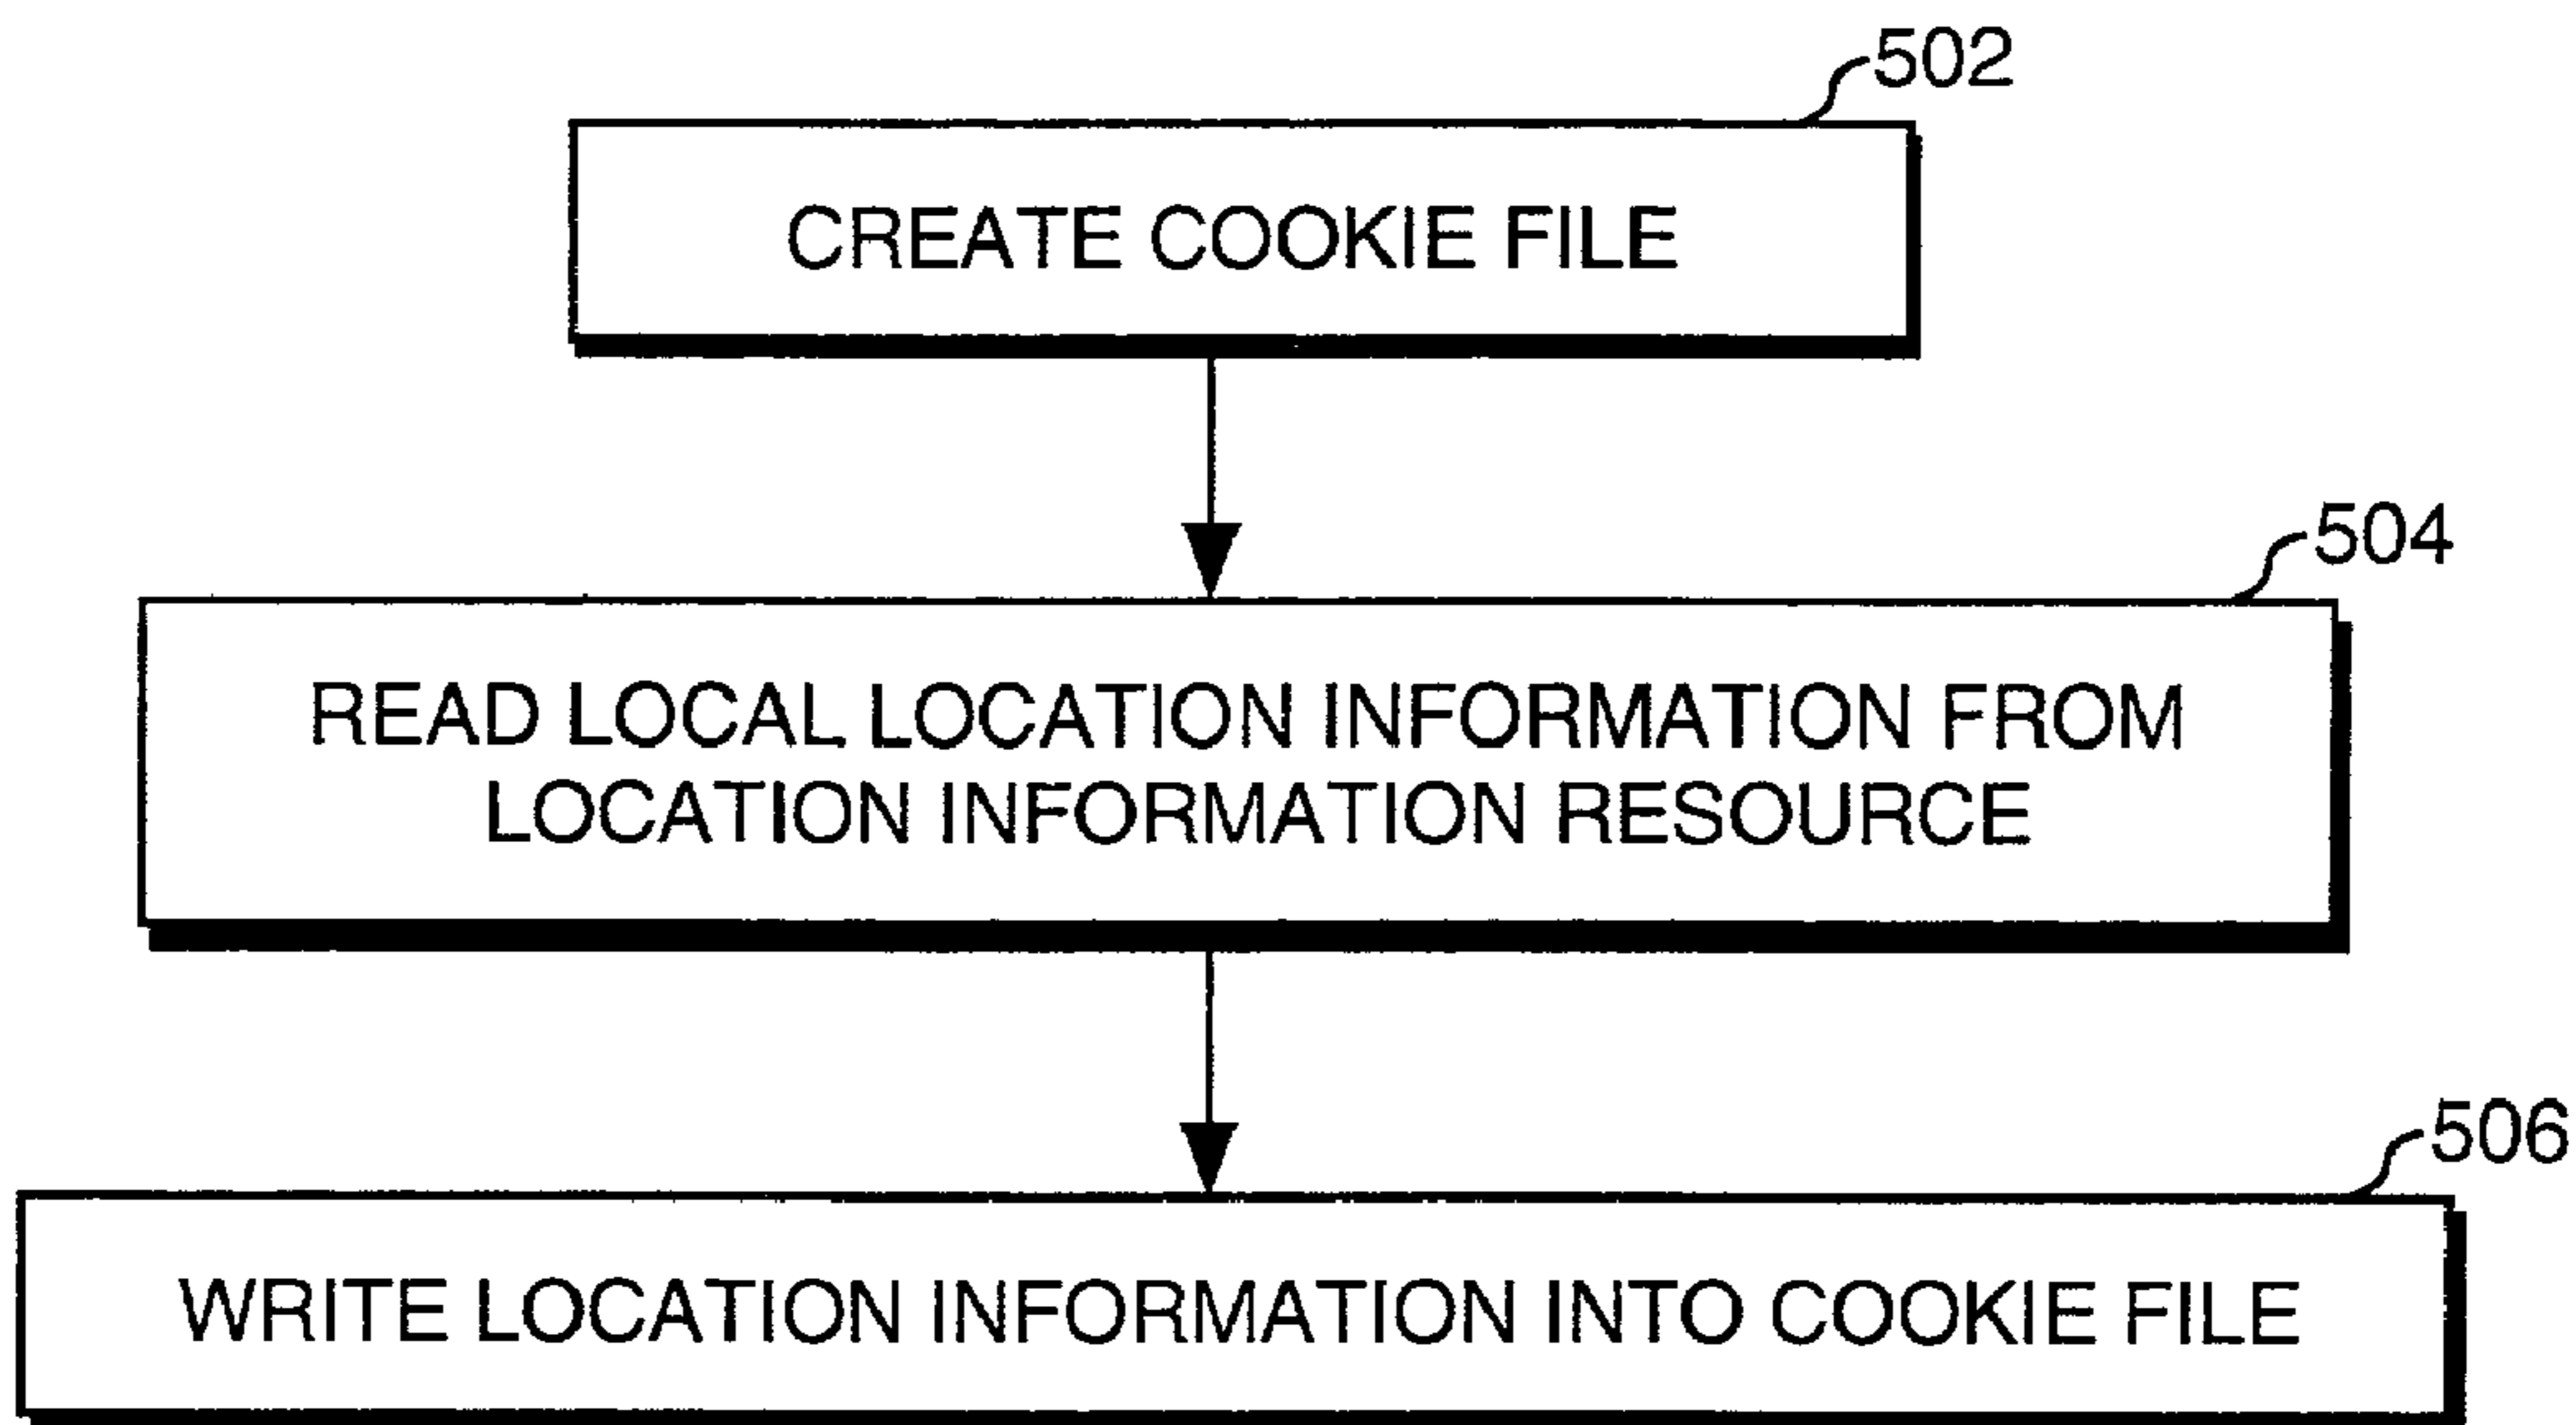 502
CREATE COOKIE FILE
504
READ LOCAL LOCATION INFORMATION FROM
LOCATION INFORMATION RESOURCE
506
WRITE LOCATION INFORMATION INTO COOKIE FILE